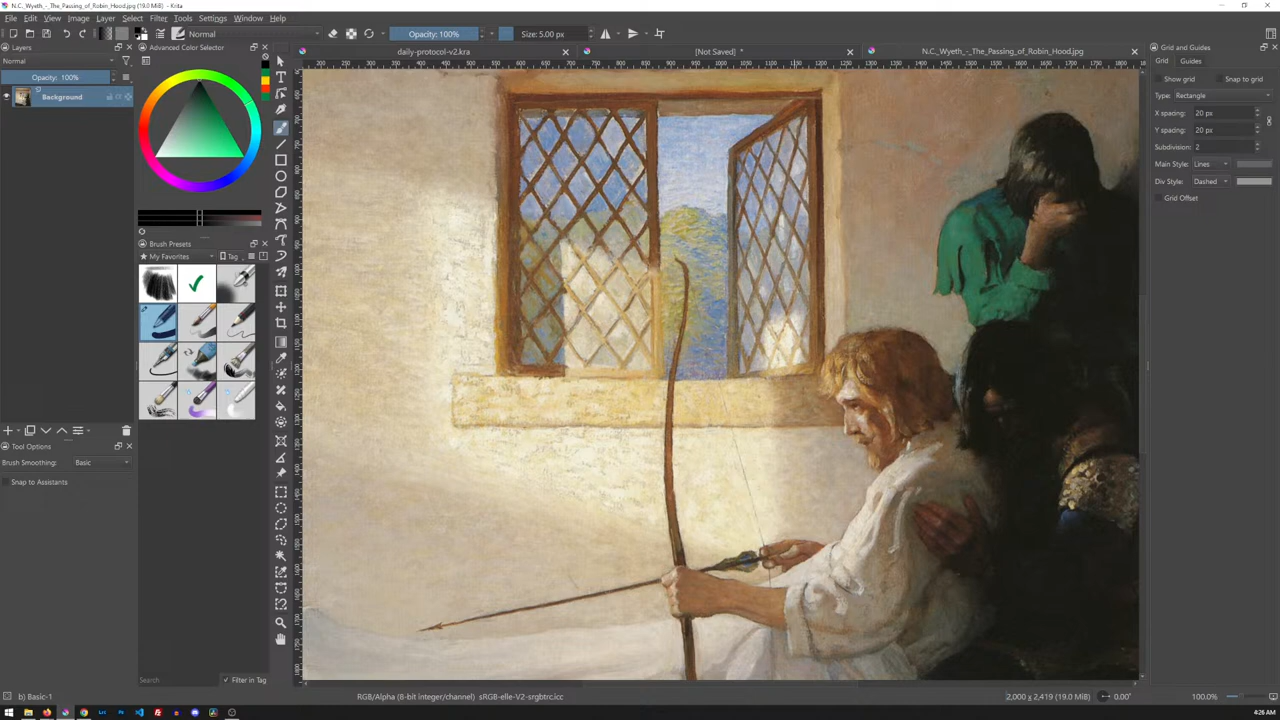 N.C._Wyeth_-_The_Passing_of_Robin_Hood.jpg (19.0 MiB) - Krita
File Edit View Image Layer Select Filter Tools Settings Window Help
Normal Opacity: 100% Size: 5.00 px
Layers
Advanced Color Selector
daily-protocol-v2.kra
[Not Saved] *
N.C._Wyeth_-_The_Passing_of_Robin_Hood.jpg
Grid and Guides
Normal
Grid Guides
Opacity: 100%
Show grid Snap to grid
Background
Type: Rectangle
X spacing: 20 px
Y spacing: 20 px
Subdivision: 2
Main Style: Lines
Div Style: Dashed
Grid Offset
Brush Presets
My Favorites Tag
Tool Options
Brush Smoothing: Basic
Snap to Assistants
Search Filter in Tag
b) Basic-1
RGB/Alpha (8-bit integer/channel) sRGB-elle-V2-srgbtrc.icc
2,000 x 2,419 (19.0 MiB)
0.00°
100.0%
4:26 AM